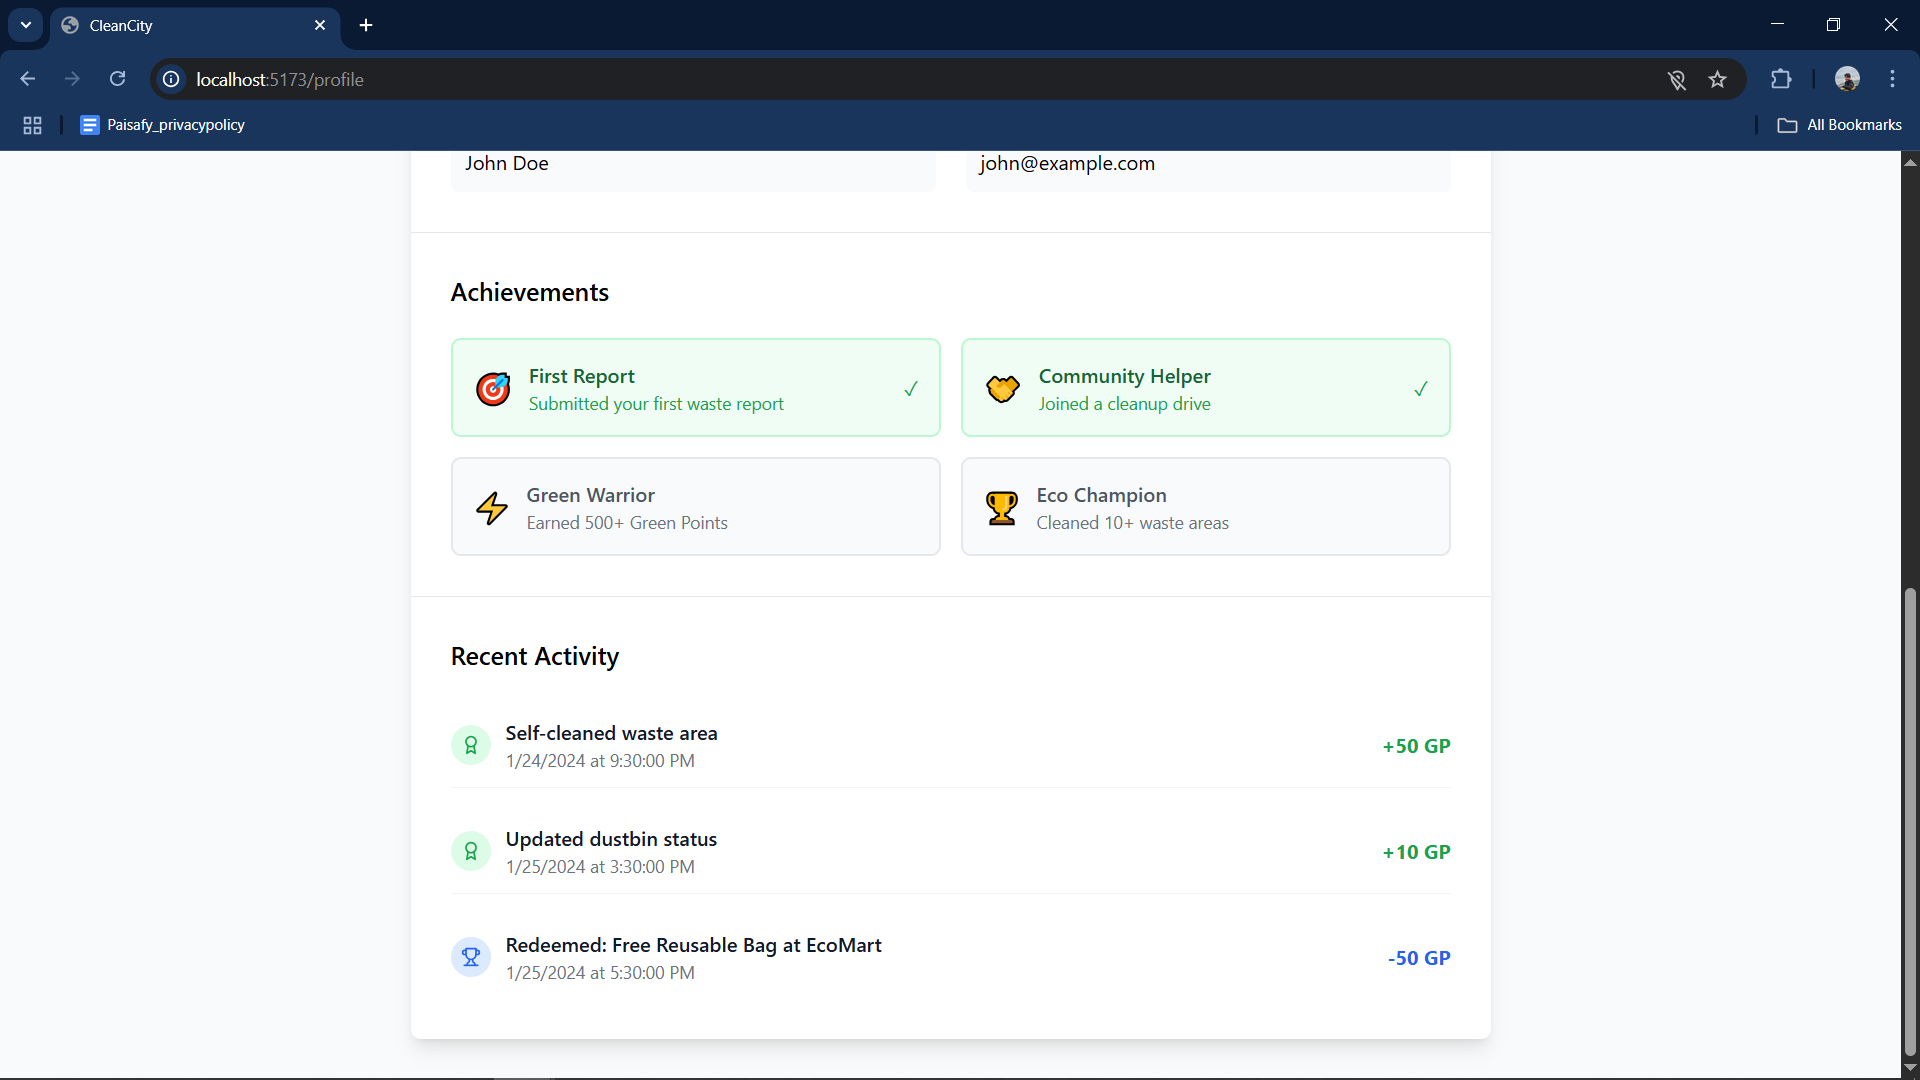 CleanCity
localhost:5173/profile
Paisafy_privacypolicy
All Bookmarks
John Doe
john@example.com
Achievements
First Report
Submitted your first waste report
✓
Community Helper
Joined a cleanup drive
✓
Green Warrior
Earned 500+ Green Points
Eco Champion
Cleaned 10+ waste areas
Recent Activity
Self-cleaned waste area
1/24/2024 at 9:30:00 PM
+50 GP
Updated dustbin status
1/25/2024 at 3:30:00 PM
+10 GP
Redeemed: Free Reusable Bag at EcoMart
1/25/2024 at 5:30:00 PM
-50 GP